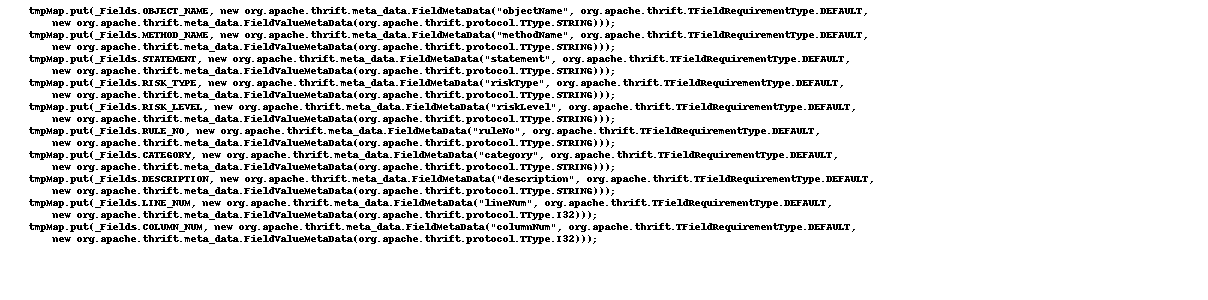 tmpMap.put(_Fields.OBJECT_NAME, new org.apache.thrift.meta_data.FieldMetaData("objectName", org.apache.thrift.TFieldRequirementType.DEFAULT,
new org.apache.thrift.meta_data.FieldValueMetaData(org.apache.thrift.protocol.TType.STRING)));
tmpMap.put(_Fields.METHOD_NAME, new org.apache.thrift.meta_data.FieldMetaData("methodName", org.apache.thrift.TFieldRequirementType.DEFAULT,
new org.apache.thrift.meta_data.FieldValueMetaData(org.apache.thrift.protocol.TType.STRING)));
tmpMap.put(_Fields.STATEMENT, new org.apache.thrift.meta_data.FieldMetaData("statement", org.apache.thrift.TFieldRequirementType.DEFAULT,
new org.apache.thrift.meta_data.FieldValueMetaData(org.apache.thrift.protocol.TType.STRING)));
tmpMap.put(_Fields.RISK_TYPE, new org.apache.thrift.meta_data.FieldMetaData("riskType", org.apache.thrift.TFieldRequirementType.DEFAULT,
new org.apache.thrift.meta_data.FieldValueMetaData(org.apache.thrift.protocol.TType.STRING)));
tmpMap.put(_Fields.RISK_LEVEL, new org.apache.thrift.meta_data.FieldMetaData("riskLevel", org.apache.thrift.TFieldRequirementType.DEFAULT,
new org.apache.thrift.meta_data.FieldValueMetaData(org.apache.thrift.protocol.TType.STRING)));
tmpMap.put(_Fields.RULE_NO, new org.apache.thrift.meta_data.FieldMetaData("ruleNo", org.apache.thrift.TFieldRequirementType.DEFAULT,
new org.apache.thrift.meta_data.FieldValueMetaData(org.apache.thrift.protocol.TType.STRING)));
tmpMap.put(_Fields.CATEGORY, new org.apache.thrift.meta_data.FieldMetaData("category", org.apache.thrift.TFieldRequirementType.DEFAULT,
new org.apache.thrift.meta_data.FieldValueMetaData(org.apache.thrift.protocol.TType.STRING)));
tmpMap.put(_Fields.DESCRIPTION, new org.apache.thrift.meta_data.FieldMetaData("description", org.apache.thrift.TFieldRequirementType.DEFAULT,
new org.apache.thrift.meta_data.FieldValueMetaData(org.apache.thrift.protocol.TType.STRING)));
tmpMap.put(_Fields.LINE_NUM, new org.apache.thrift.meta_data.FieldMetaData("lineNum", org.apache.thrift.TFieldRequirementType.DEFAULT,
new org.apache.thrift.meta_data.FieldValueMetaData(org.apache.thrift.protocol.TType.I32)));
tmpMap.put(_Fields.COLUMN_NUM, new org.apache.thrift.meta_data.FieldMetaData("columnNum", org.apache.thrift.TFieldRequirementType.DEFAULT,
new org.apache.thrift.meta_data.FieldValueMetaData(org.apache.thrift.protocol.TType.I32)));